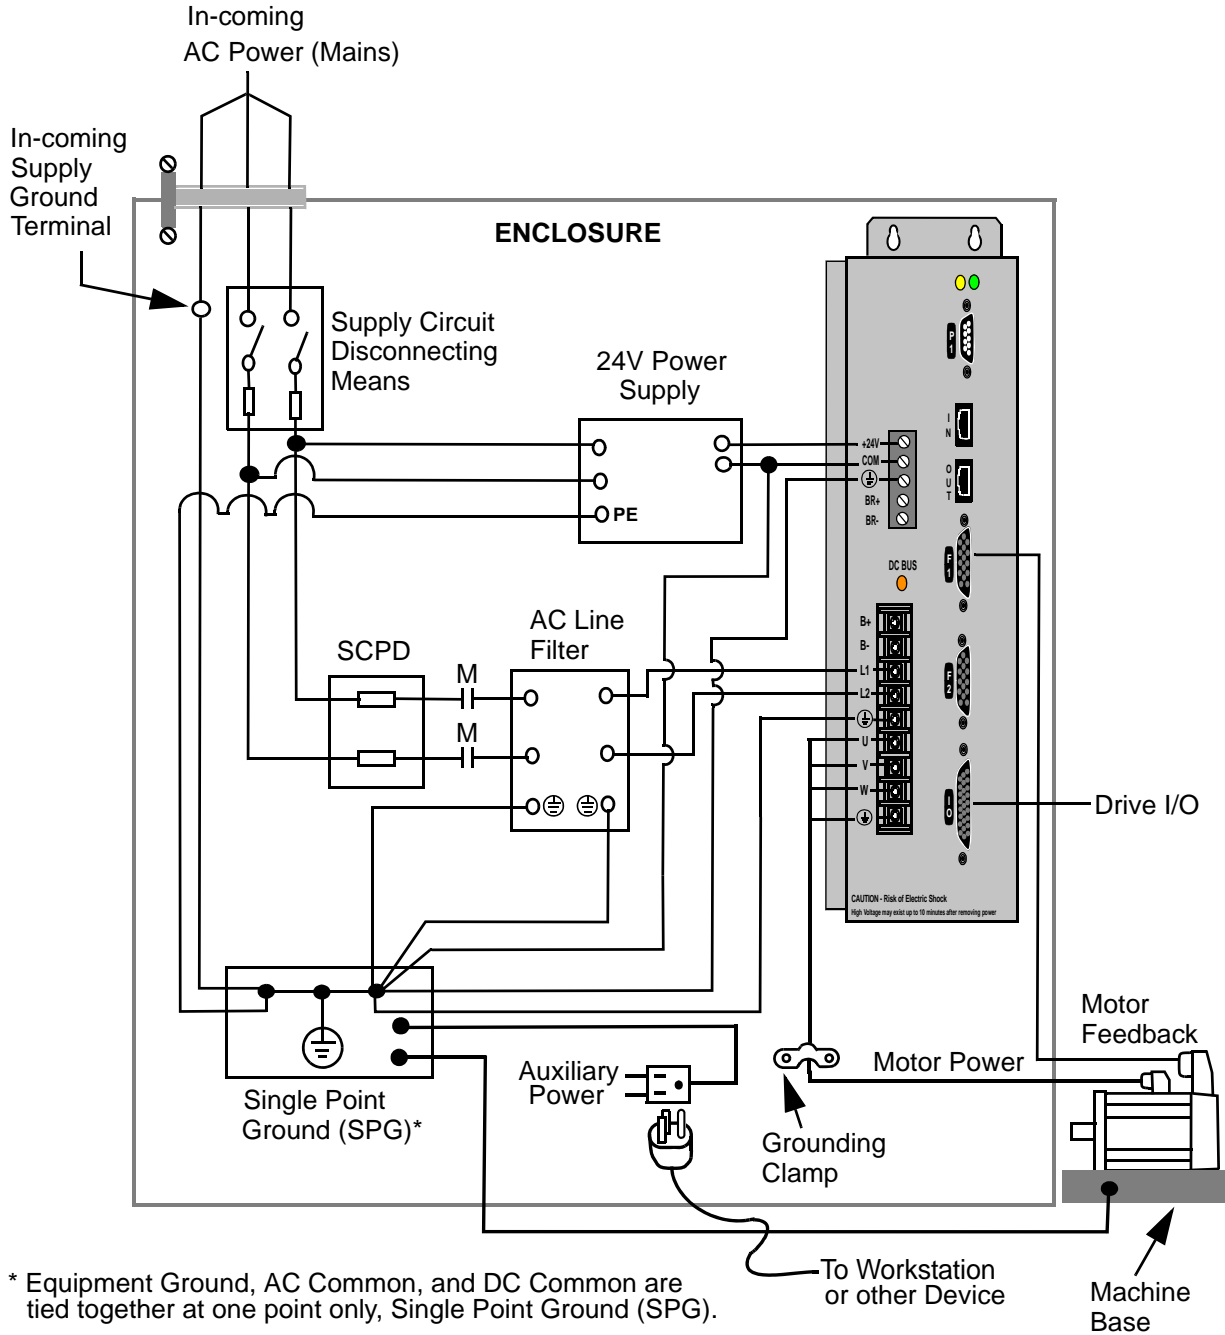 In-coming
AC Power (Mains)
In-coming
Supply
Ground
Terminal
ENCLOSURE
Supply Circuit
Disconnecting
Means
24V Power
Supply
PE
P1
IN
OUT
+24V
COM
BR+
BR-
F1
DC BUS
AC Line
Filter
SCPD
M
M
B+
B-
L1
L2
U
V
W
F2
IO
Drive I/O
CAUTION - Risk of Electric Shock
High Voltage may exist up to 10 minutes after removing power
Single Point
Ground (SPG)*
Auxiliary
Power
Grounding
Clamp
Motor Power
Motor
Feedback
To Workstation
or other Device
Machine
Base
* Equipment Ground, AC Common, and DC Common are
tied together at one point only, Single Point Ground (SPG).